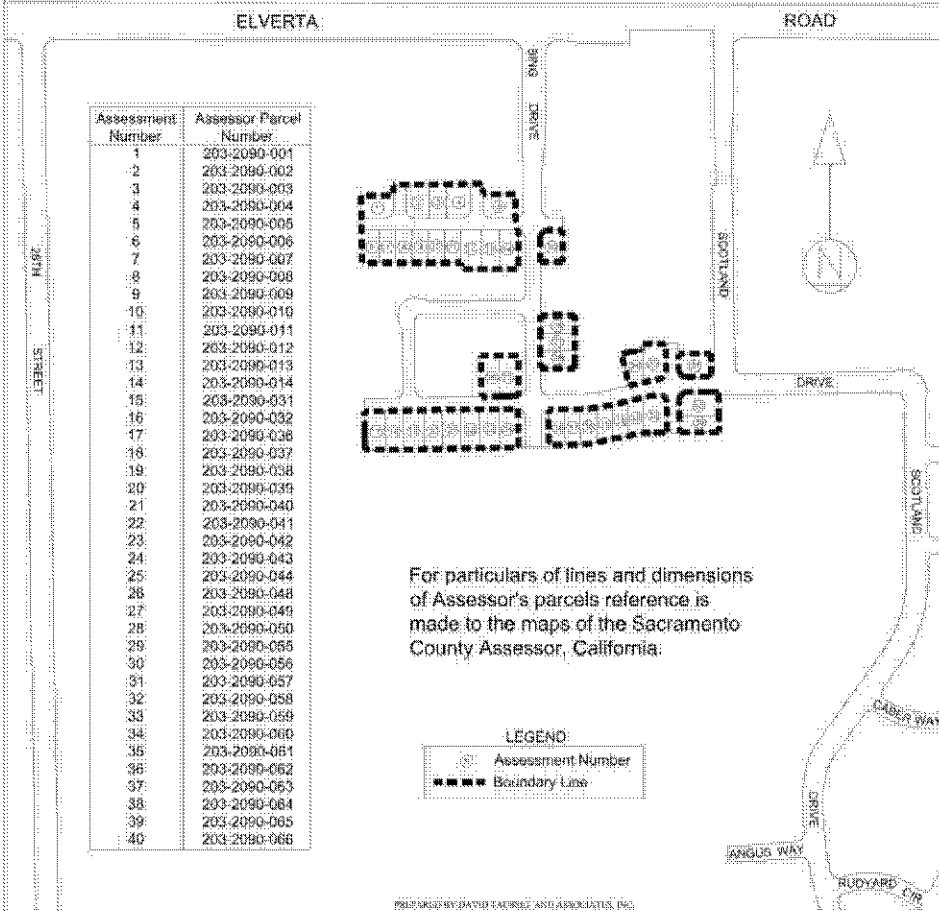 ELVERTA ROAD
BING DRIVE
Assessment Number
Assessor Parcel Number
1 203-2090-001
2 203-2090-002
3 203-2090-003
4 203-2090-004
5 203-2090-005
6 203-2090-006
7 203-2090-007
8 203-2090-008
9 203-2090-009
10 203-2090-010
11 203-2090-011
12 203-2090-012
13 203-2090-013
14 203-2090-014
15 203-2090-031
16 203-2090-032
17 203-2090-036
18 203-2090-037
19 203-2090-038
20 203-2090-039
21 203-2090-040
22 203-2090-041
23 203-2090-042
24 203-2090-043
25 203-2090-044
26 203-2090-048
27 203-2090-049
28 203-2090-050
29 203-2090-055
30 203-2090-056
31 203-2090-057
32 203-2090-058
33 203-2090-059
34 203-2090-060
35 203-2090-061
36 203-2090-062
37 203-2090-063
38 203-2090-064
39 203-2090-065
40 203-2090-066
28TH STREET
SCOTLAND
N
DRIVE
SCOTLAND
For particulars of lines and dimensions
of Assessor's parcels reference is
made to the maps of the Sacramento
County Assessor, California.
CABER WAY
LEGEND
Assessment Number
Boundary Line
DRIVE
ANGUS WAY
RUDYARD CIR